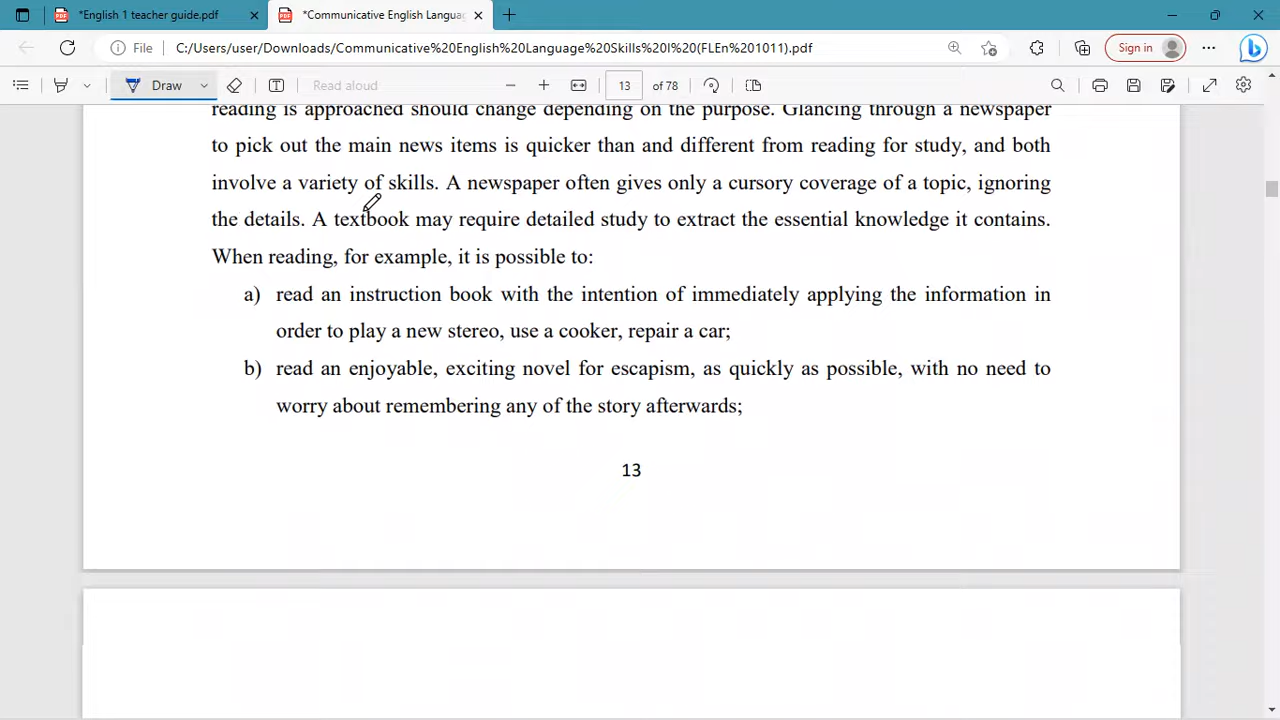 *English 1 teacher guide.pdf
*Communicative English Langua
File
C:/Users/user/Downloads/Communicative%20English%20Language%20Skills%20I%20(FLEn%201011).pdf
Sign in
Draw
Read aloud
13
of 78
reading is approached should change depending on the purpose. Glancing through a newspaper
to pick out the main news items is quicker than and different from reading for study, and both
involve a variety of skills. A newspaper often gives only a cursory coverage of a topic, ignoring
the details. A textbook may require detailed study to extract the essential knowledge it contains.
When reading, for example, it is possible to:
a) read an instruction book with the intention of immediately applying the information in
order to play a new stereo, use a cooker, repair a car;
b) read an enjoyable, exciting novel for escapism, as quickly as possible, with no need to
worry about remembering any of the story afterwards;
13